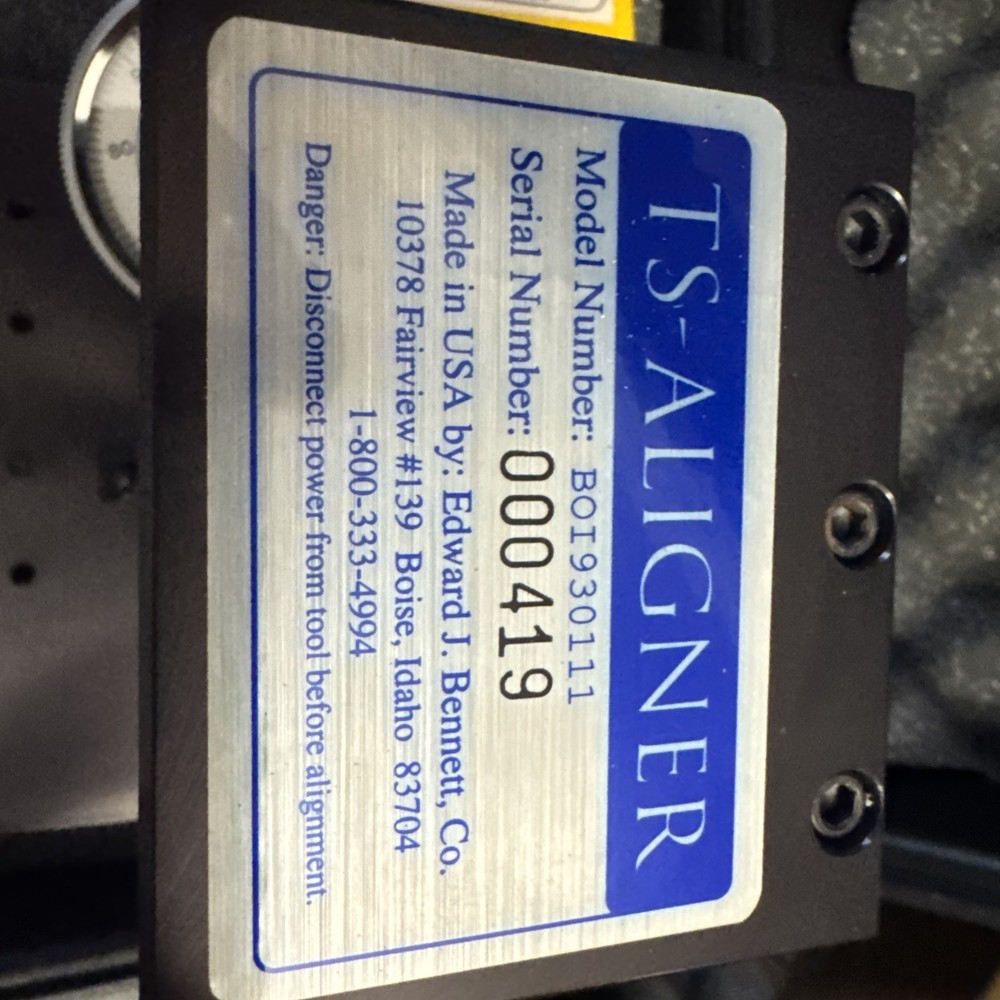 TS-ALIGNER
Model Number: BOI930111
Serial Number: 000419
Made in USA by: Edward J. Bennett, Co.
10378 Fairview #139 Boise, Idaho 83704
1-800-333-4994
Danger: Disconnect power from tool before alignment.